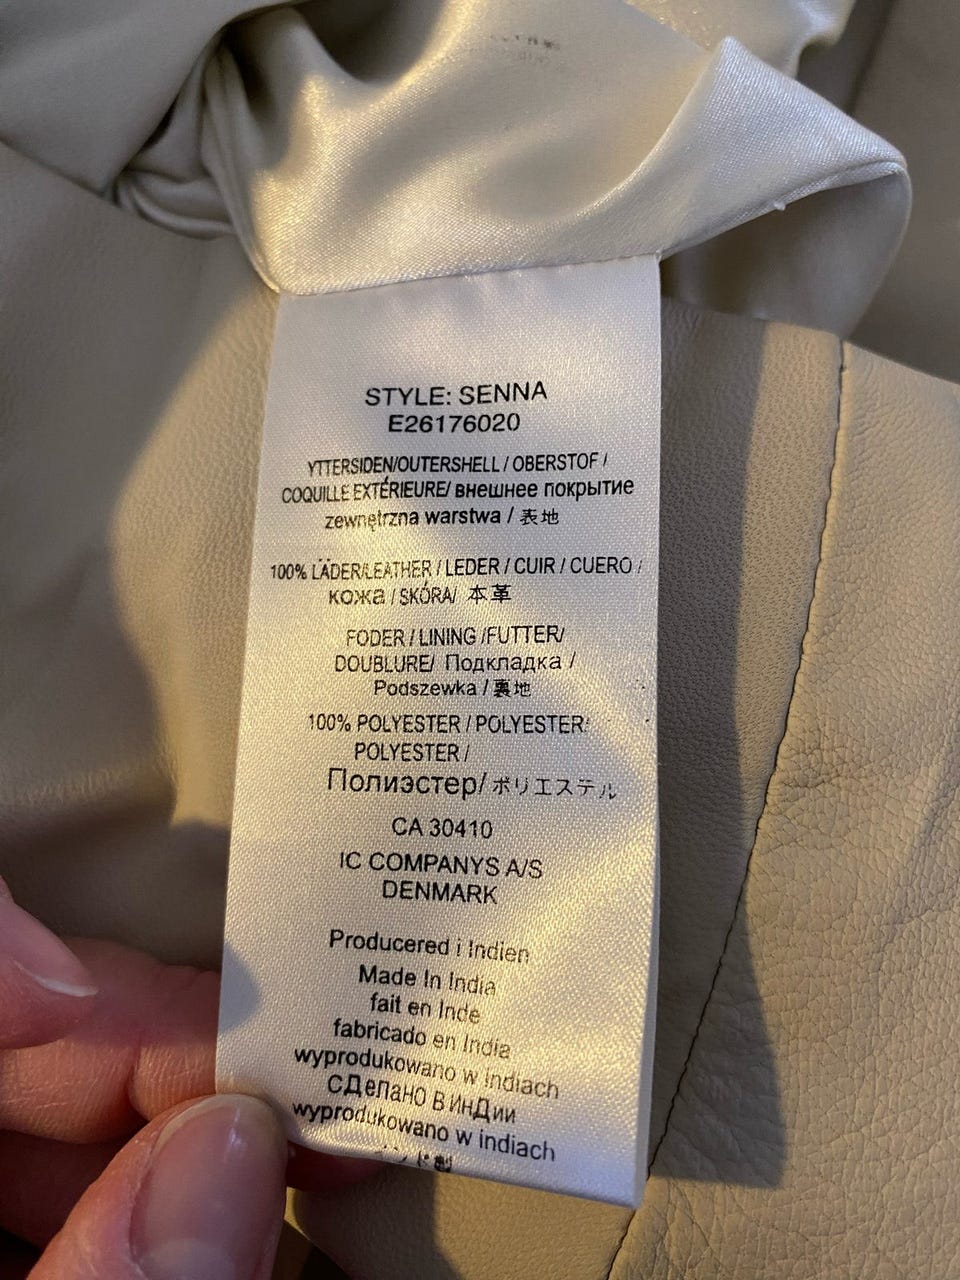 STYLE: SENNA
E26176020
YTTERSIDEN/OUTERSHELL / OBERSTOF /
COQUILLE EXTÉRIEURE/ внешнее покрытие
zewnętrzna warstwa / 表地
100% LÄDER/LEATHER / LEDER / CUIR / CUERO /
кожа / SKÓRA/ 本革
FODER / LINING /FUTTER/
DOUBLURE/ Подкладка /
Podszewka / 裏地
100% POLYESTER / POLYESTER/
POLYESTER /
Полиэстер/ ポリエステル
CA 30410
IC COMPANYS A/S
DENMARK
Producered i Indien
Made In India
fait en Inde
fabricado en India
wyprodukowano w indiach
СДеЛАНО В ИНДИИ
wyprodukowano w indiach